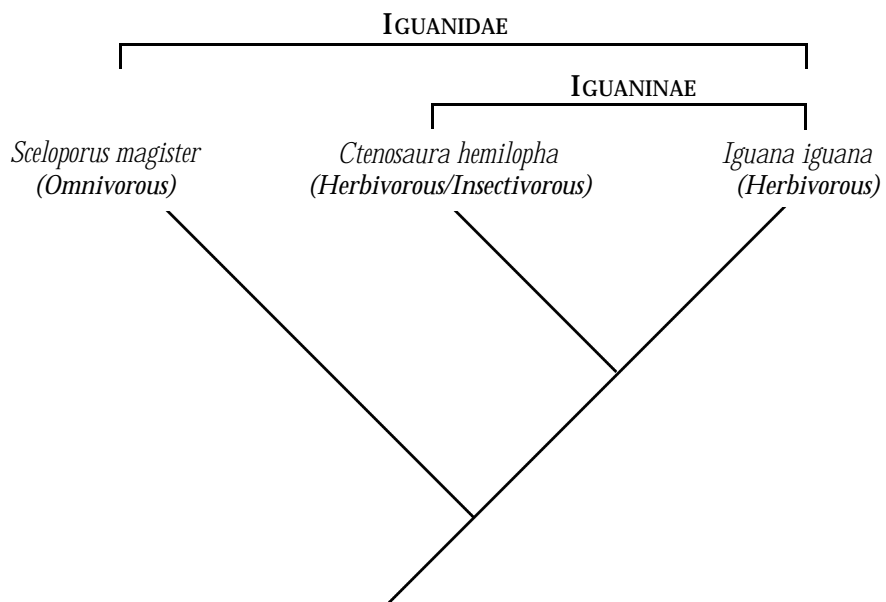 IGUANIDAE
IGUANINAE
Sceloporus magister
(Omnivorous)
Ctenosaura hemilopha
(Herbivorous/Insectivorous)
Iguana iguana
(Herbivorous)